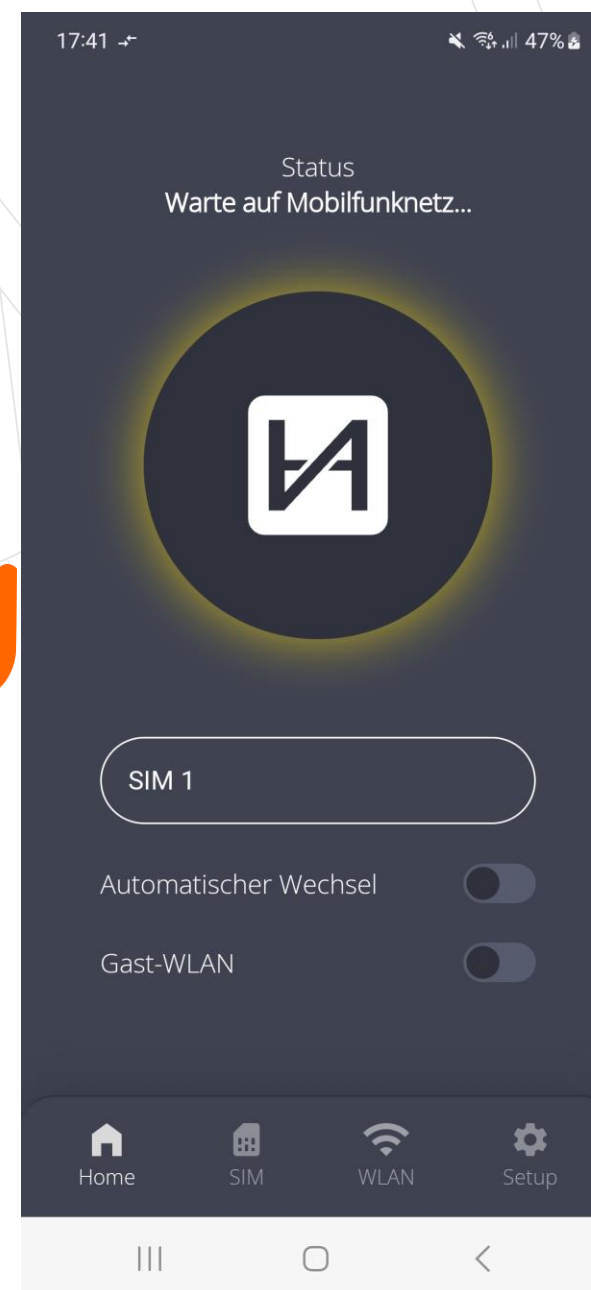 17:41
47%
Status
Warte auf Mobilfunknetz...
SIM 1
Automatischer Wechsel
Gast-WLAN
Home SIM WLAN Setup